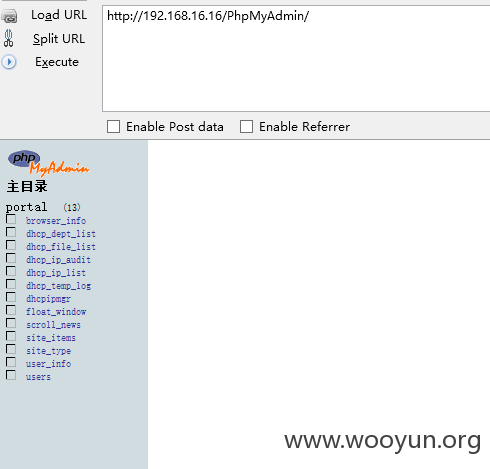 Load URL
http://192.168.16.16/PhpMyAdmin/
Split URL
Execute
Enable Post data
Enable Referrer
php
MyAdmin
主目录
portal (13)
browser_info
dhcp_dept_list
dhcp_file_list
dhcp_ip_audit
dhcp_ip_list
dhcp_temp_log
dhcpipmgr
float_window
scroll_news
site_items
site_type
user_info
users
www.wooyun.org